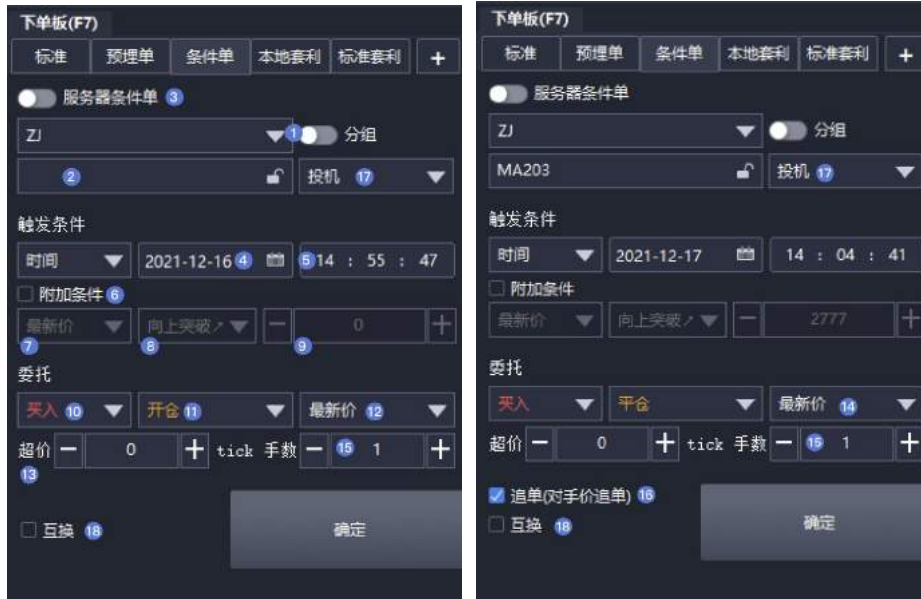 下单板(F7)
标准 预埋单 条件单 本地套利 标准套利 +
服务器条件单 3
ZJ 1 分组
2 投机 17
触发条件
时间 2021-12-16 4 5 14 : 55 : 47
附加条件 6
最新价 向上突破↗ − 0 +
7 8 9
委托
买入 10 开仓 11 最新价 12
超价 − 0 + tick 手数 − 15 1 +
13
互换 18 确定
下单板(F7)
标准 预埋单 条件单 本地套利 标准套利 +
服务器条件单
ZJ 分组
MA203 投机 17
触发条件
时间 2021-12-17 14 : 04 : 41
附加条件
最新价 向上突破↗ − 2777 +
委托
买入 平仓 最新价 14
超价 − 0 + tick 手数 − 15 1 +
追单(对手价追单) 16
互换 18 确定